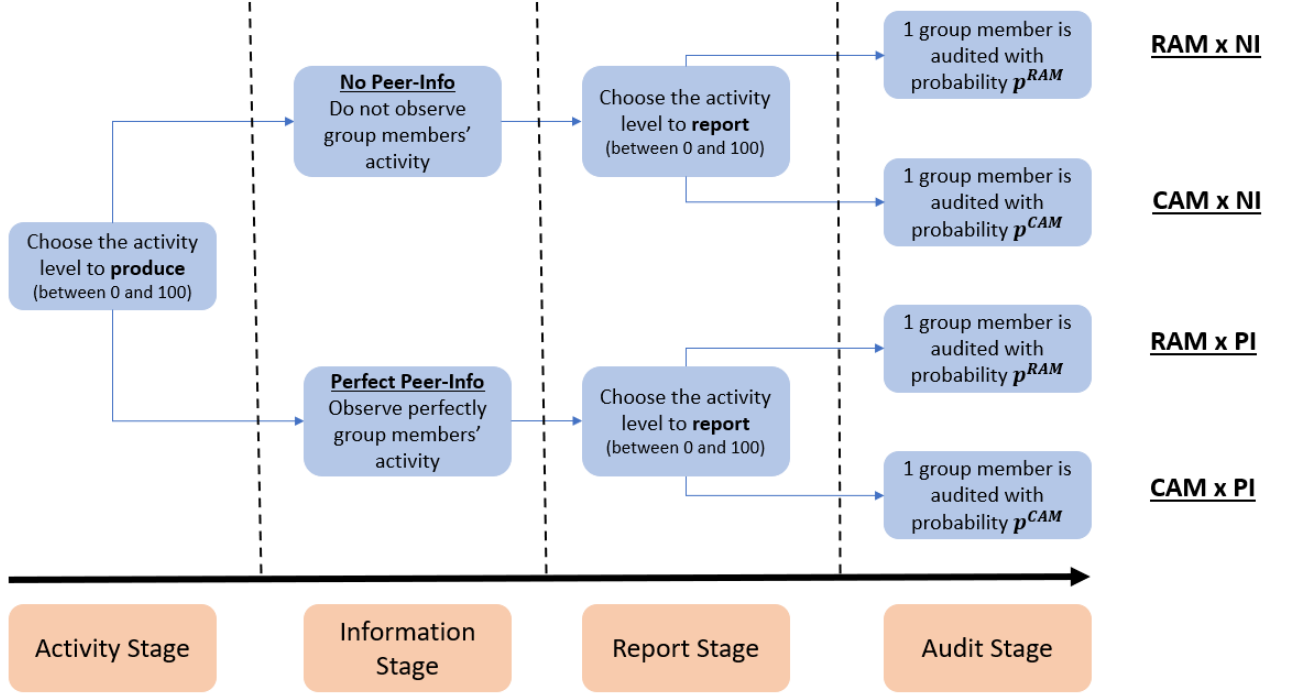 Choose the activity
level to produce
(between 0 and 100)
No Peer-Info
Do not observe
group members’
activity
Perfect Peer-Info
Observe perfectly
group members’
activity
Choose the activity
level to report
(between 0 and 100)
Choose the activity
level to report
(between 0 and 100)
1 group member is
audited with
probability p^RAM
RAM x NI
1 group member is
audited with
probability p^CAM
CAM x NI
1 group member is
audited with
probability p^RAM
RAM x PI
1 group member is
audited with
probability p^CAM
CAM x PI
Activity Stage
Information
Stage
Report Stage
Audit Stage